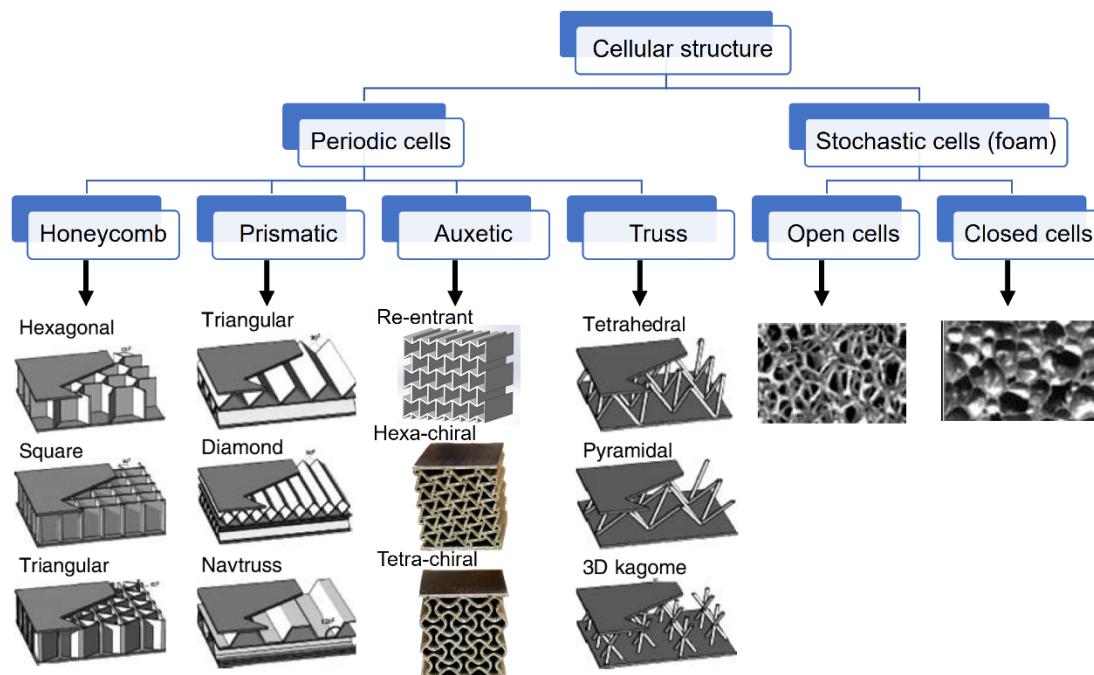 Cellular structure
Periodic cells
Stochastic cells (foam)
Honeycomb
Prismatic
Auxetic
Truss
Open cells
Closed cells
Hexagonal
Triangular
Re-entrant
Tetrahedral
Square
Diamond
Hexa-chiral
Pyramidal
Triangular
Navtruss
Tetra-chiral
3D kagome